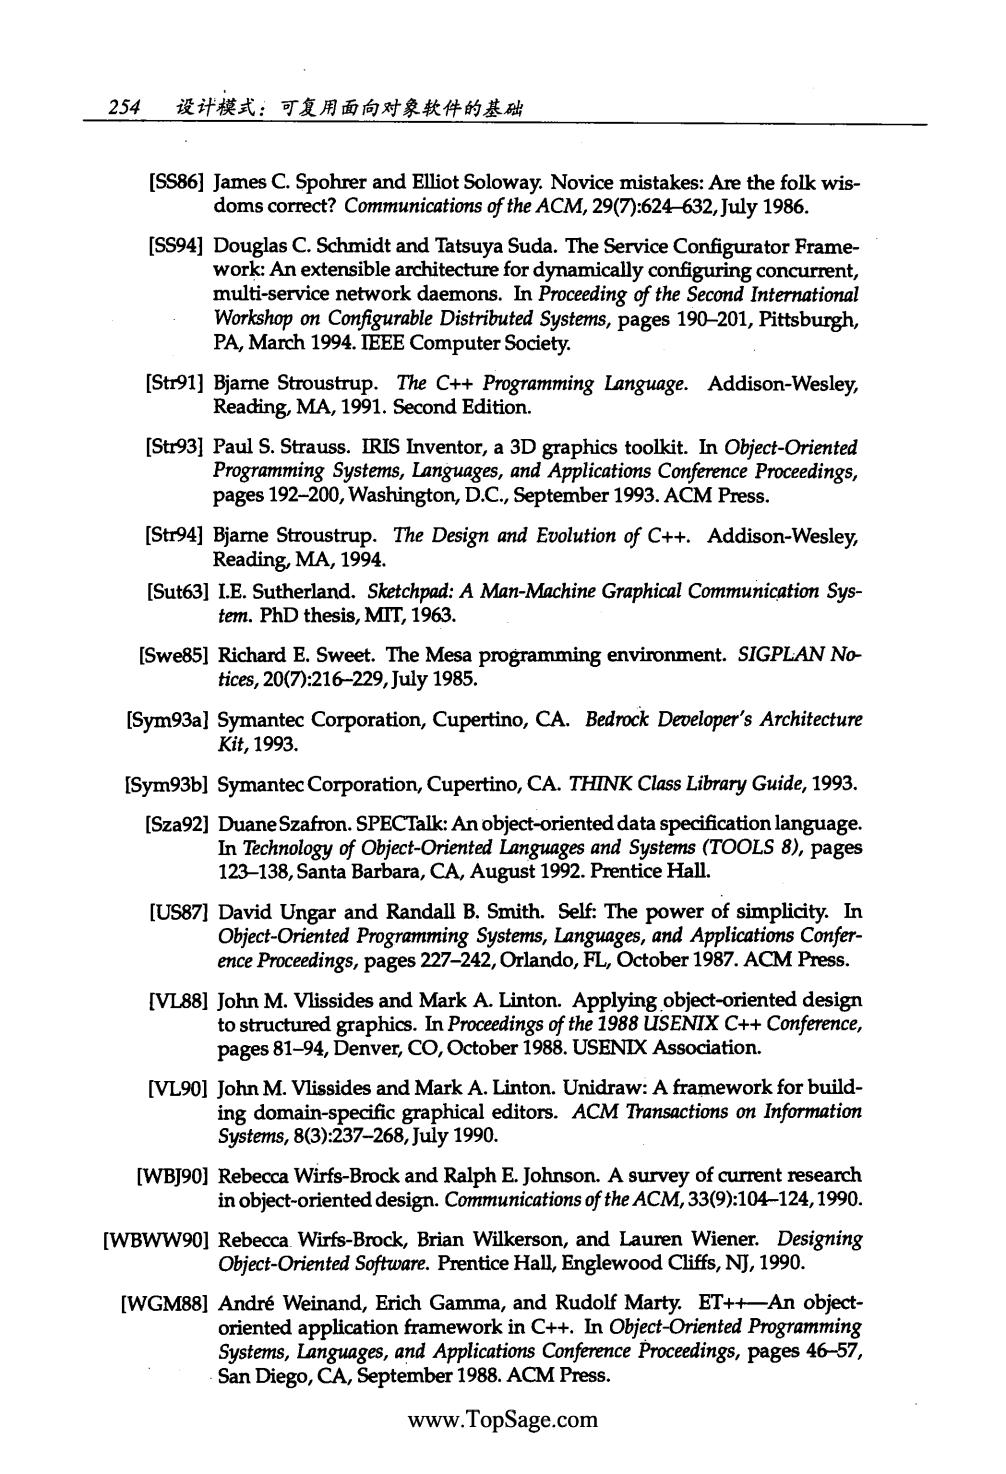 254 设计模式：可复用面向对象软件的基础
[SS86] James C. Spohrer and Elliot Soloway. Novice mistakes: Are the folk wis-
doms correct? Communications of the ACM, 29(7):624–632, July 1986.
[SS94] Douglas C. Schmidt and Tatsuya Suda. The Service Configurator Frame-
work: An extensible architecture for dynamically configuring concurrent,
multi-service network daemons. In Proceeding of the Second International
Workshop on Configurable Distributed Systems, pages 190–201, Pittsburgh,
PA, March 1994. IEEE Computer Society.
[Str91] Bjarne Stroustrup. The C++ Programming Language. Addison-Wesley,
Reading, MA, 1991. Second Edition.
[Str93] Paul S. Strauss. IRIS Inventor, a 3D graphics toolkit. In Object-Oriented
Programming Systems, Languages, and Applications Conference Proceedings,
pages 192–200, Washington, D.C., September 1993. ACM Press.
[Str94] Bjarne Stroustrup. The Design and Evolution of C++. Addison-Wesley,
Reading, MA, 1994.
[Sut63] I.E. Sutherland. Sketchpad: A Man-Machine Graphical Communication Sys-
tem. PhD thesis, MIT, 1963.
[Swe85] Richard E. Sweet. The Mesa programming environment. SIGPLAN No-
tices, 20(7):216–229, July 1985.
[Sym93a] Symantec Corporation, Cupertino, CA. Bedrock Developer's Architecture
Kit, 1993.
[Sym93b] Symantec Corporation, Cupertino, CA. THINK Class Library Guide, 1993.
[Sza92] Duane Szafron. SPECTalk: An object-oriented data specification language.
In Technology of Object-Oriented Languages and Systems (TOOLS 8), pages
123–138, Santa Barbara, CA, August 1992. Prentice Hall.
[US87] David Ungar and Randall B. Smith. Self: The power of simplicity. In
Object-Oriented Programming Systems, Languages, and Applications Confer-
ence Proceedings, pages 227–242, Orlando, FL, October 1987. ACM Press.
[VL88] John M. Vlissides and Mark A. Linton. Applying object-oriented design
to structured graphics. In Proceedings of the 1988 USENIX C++ Conference,
pages 81–94, Denver, CO, October 1988. USENIX Association.
[VL90] John M. Vlissides and Mark A. Linton. Unidraw: A framework for build-
ing domain-specific graphical editors. ACM Transactions on Information
Systems, 8(3):237–268, July 1990.
[WBJ90] Rebecca Wirfs-Brock and Ralph E. Johnson. A survey of current research
in object-oriented design. Communications of the ACM, 33(9):104–124, 1990.
[WBWW90] Rebecca Wirfs-Brock, Brian Wilkerson, and Lauren Wiener. Designing
Object-Oriented Software. Prentice Hall, Englewood Cliffs, NJ, 1990.
[WGM88] André Weinand, Erich Gamma, and Rudolf Marty. ET++—An object-
oriented application framework in C++. In Object-Oriented Programming
Systems, Languages, and Applications Conference Proceedings, pages 46–57,
San Diego, CA, September 1988. ACM Press.
www.TopSage.com